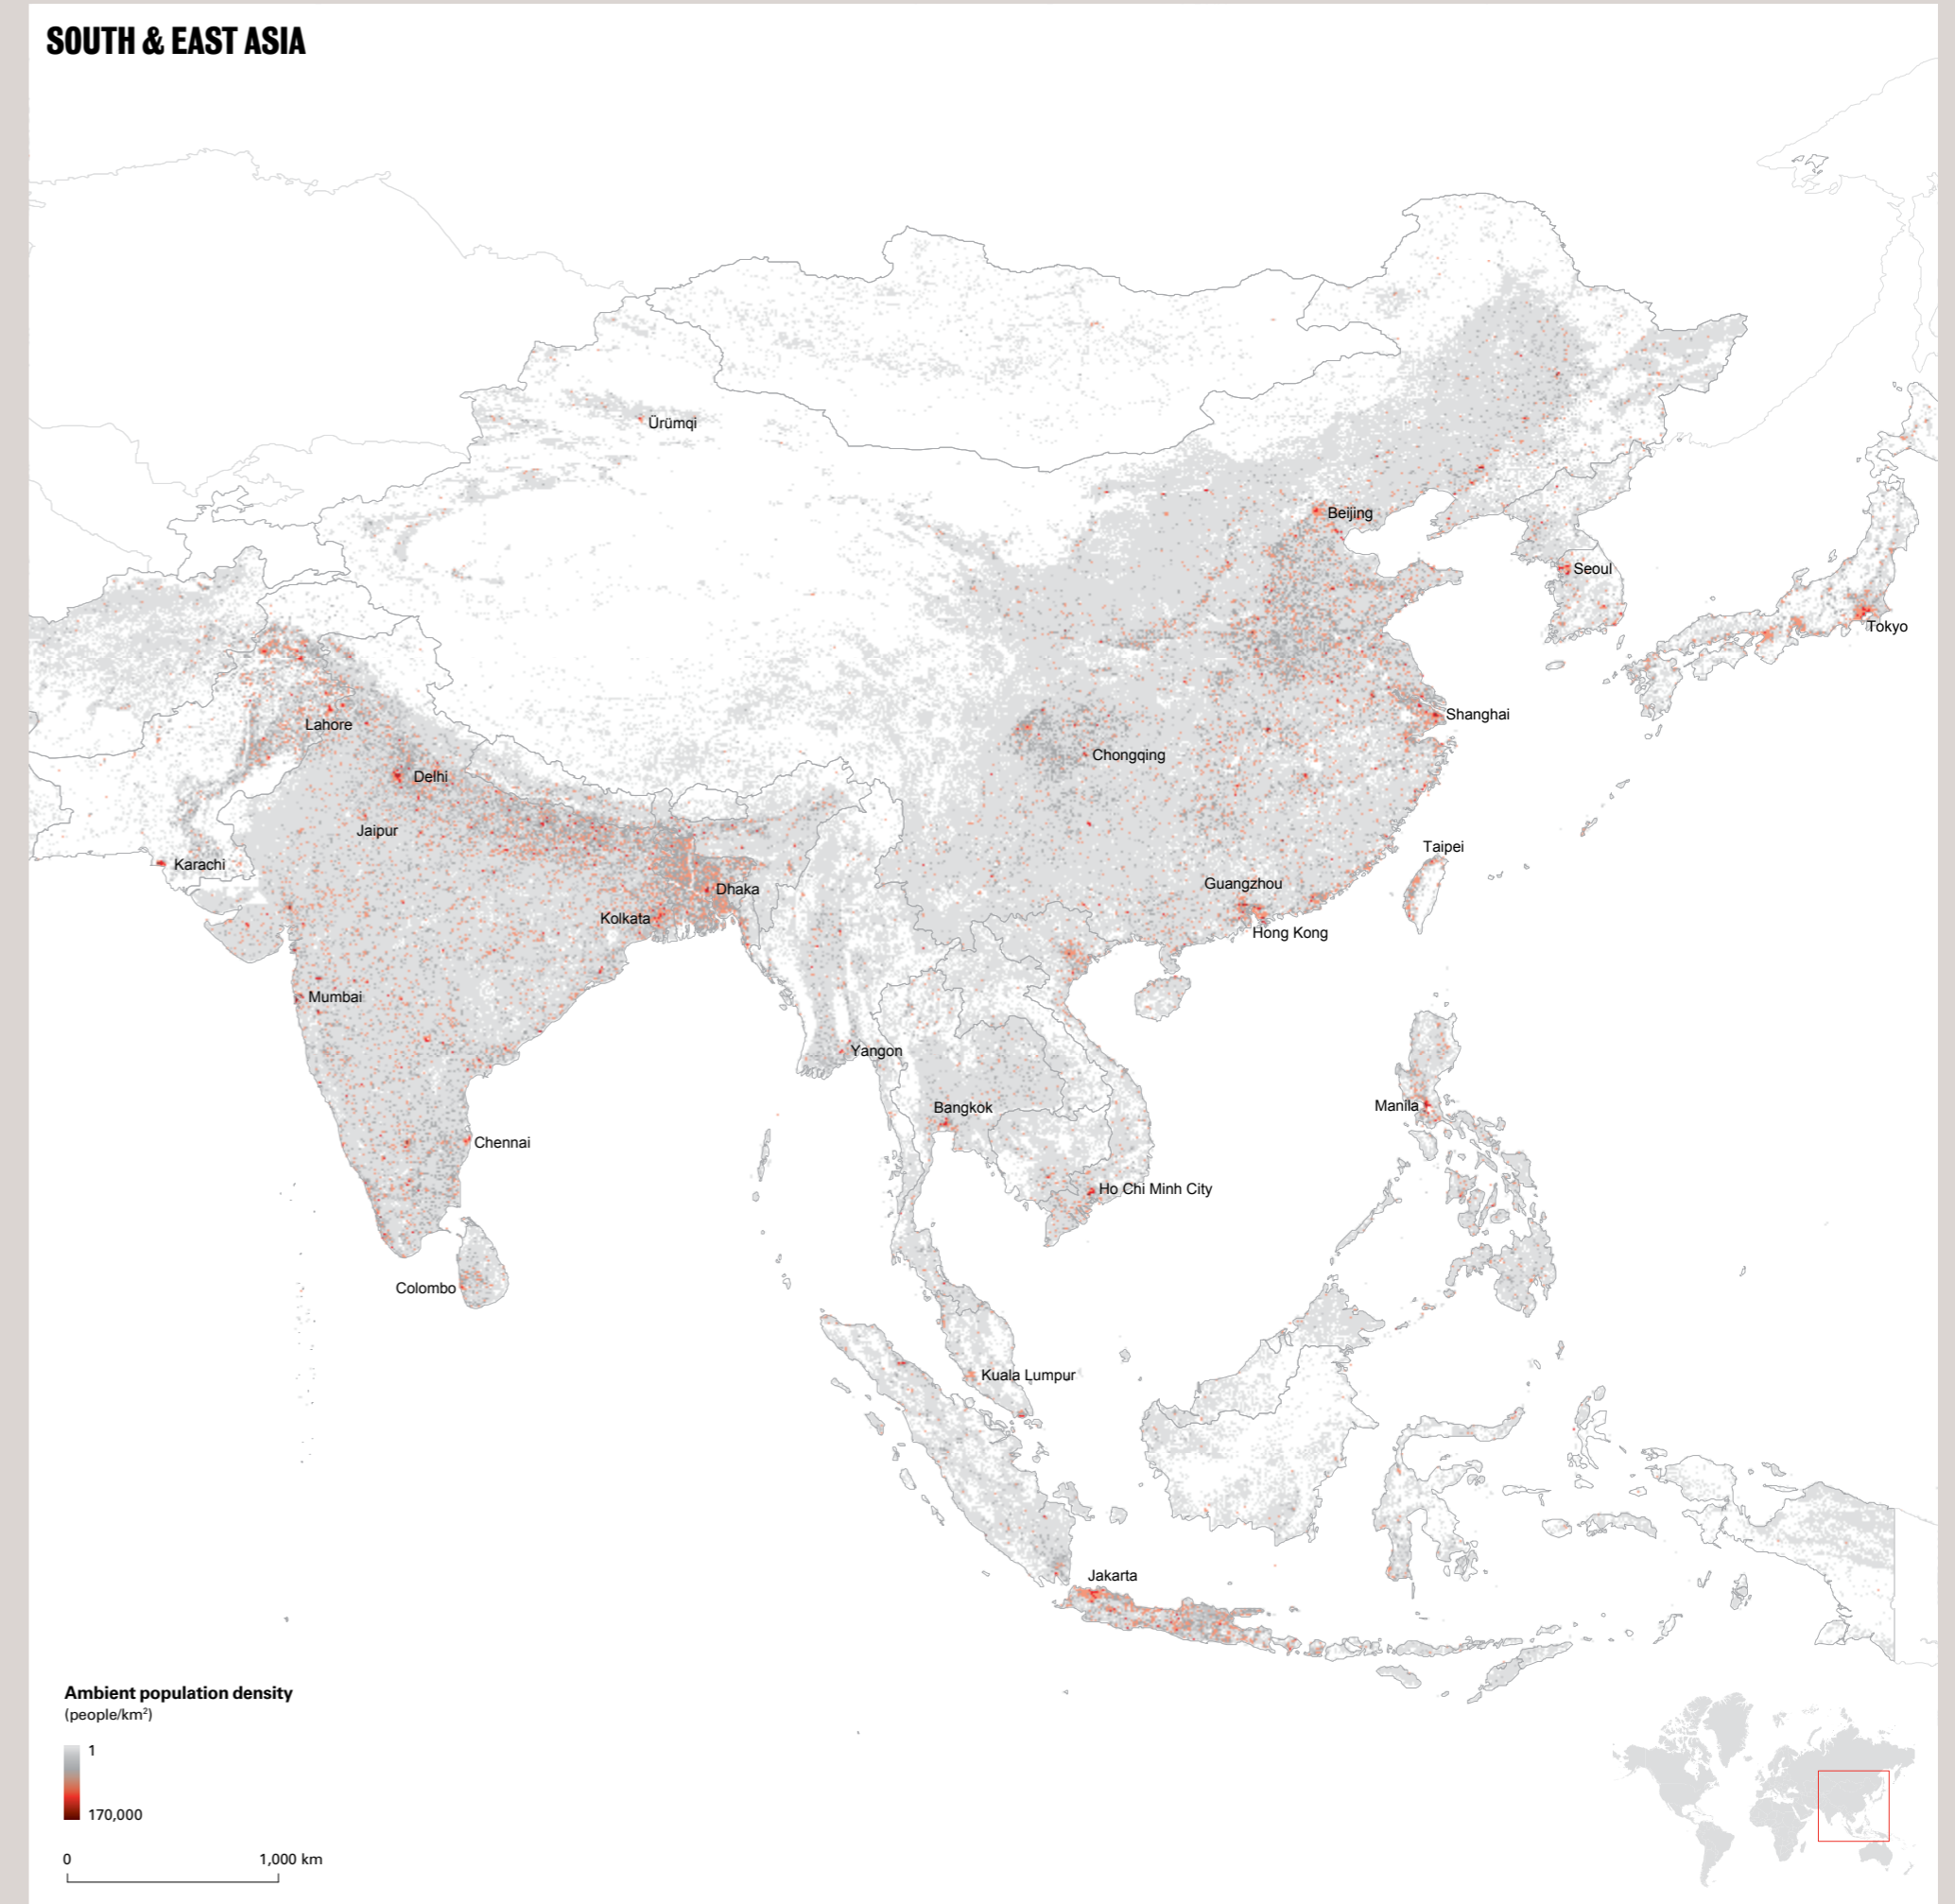 SOUTH & EAST ASIA
Ürümqi
Beijing
Seoul
Tokyo
Shanghai
Lahore
Chongqing
Delhi
Jaipur
Taipei
Karachi
Guangzhou
Dhaka
Kolkata
Hong Kong
Mumbai
Yangon
Manila
Bangkok
Chennai
Ho Chi Minh City
Colombo
Kuala Lumpur
Jakarta
Ambient population density
(people/km²)
1
170,000
0 1,000 km